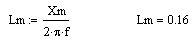 Lm := Xm / 2·π·f    Lm = 0.16